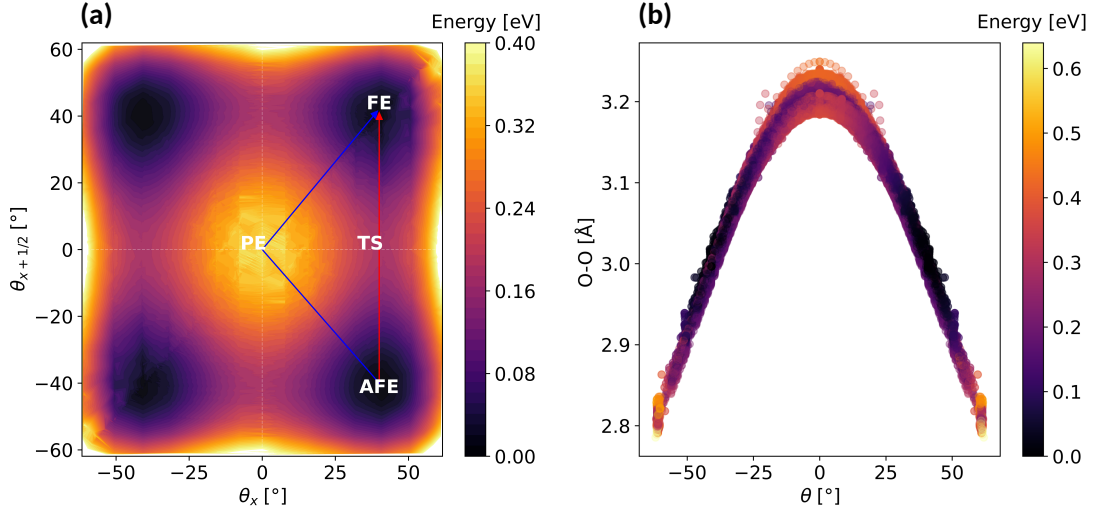 (a)
Energy [eV]
60
40
20
0
−20
−40
−60
θx + 1/2 [°]
−50
−25
0
25
50
θx [°]
FE
PE
TS
AFE
0.40
0.32
0.24
0.16
0.08
0.00
(b)
Energy [eV]
3.2
3.1
3.0
2.9
2.8
O-O [Å]
−50
−25
0
25
50
θ [°]
0.6
0.5
0.4
0.3
0.2
0.1
0.0